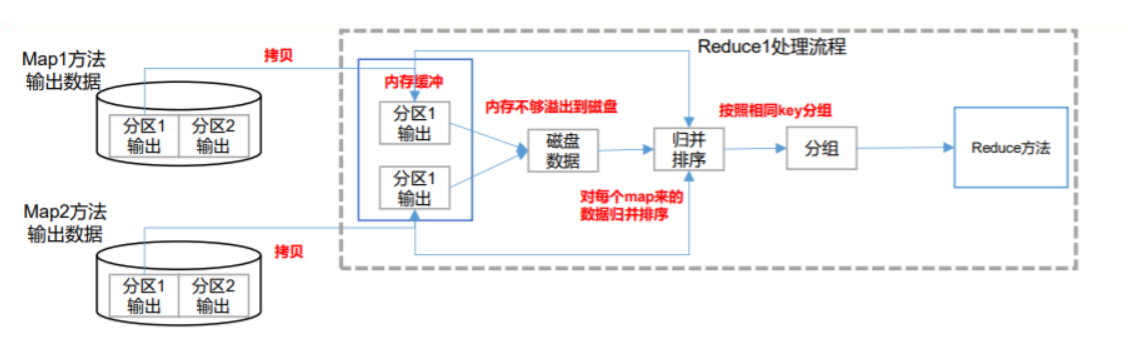 Map1方法
输出数据
拷贝
Reduce1处理流程
内存缓冲
分区1
输出
分区2
输出
分区1
输出
内存不够溢出到磁盘
磁盘
数据
归并
排序
按照相同key分组
分组
Reduce方法
分区1
输出
对每个map来的
数据归并排序
Map2方法
输出数据
拷贝
分区1
输出
分区2
输出